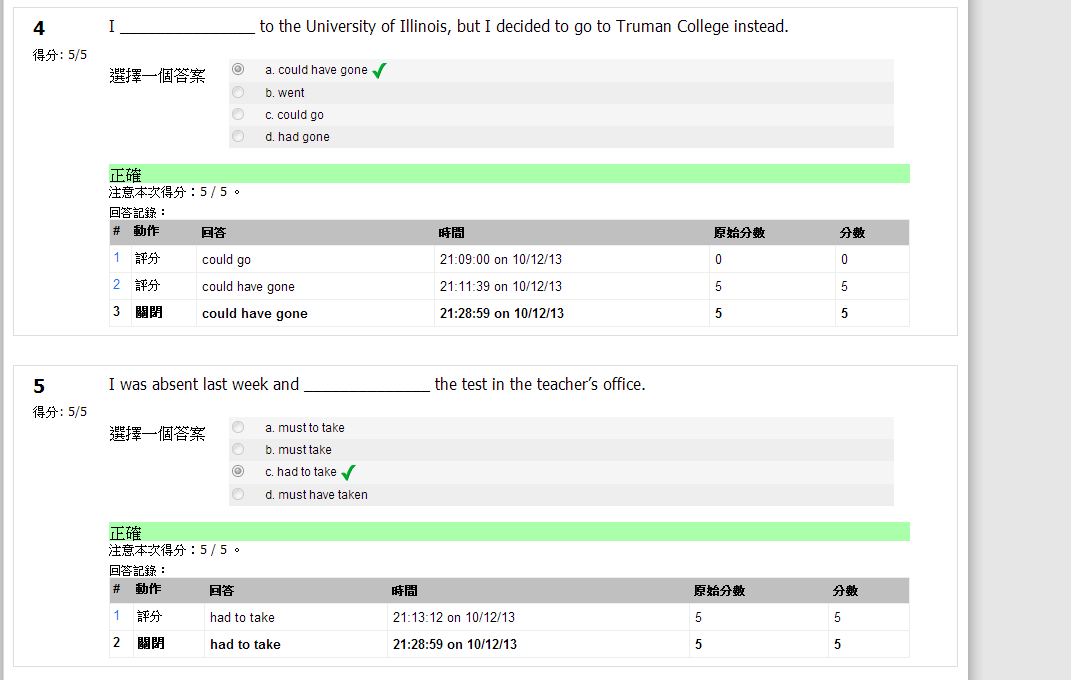 4
I ________________ to the University of Illinois, but I decided to go to Truman College instead.
得分: 5/5
選擇一個答案
a. could have gone
b. went
c. could go
d. had gone
正確
注意本次得分：5 / 5 。
回答記錄：
# 動作 回答 時間 原始分數 分數
1 評分 could go 21:09:00 on 10/12/13 0 0
2 評分 could have gone 21:11:39 on 10/12/13 5 5
3 關閉 could have gone 21:28:59 on 10/12/13 5 5
5
I was absent last week and _______________ the test in the teacher’s office.
得分: 5/5
選擇一個答案
a. must to take
b. must take
c. had to take
d. must have taken
正確
注意本次得分：5 / 5 。
回答記錄：
# 動作 回答 時間 原始分數 分數
1 評分 had to take 21:13:12 on 10/12/13 5 5
2 關閉 had to take 21:28:59 on 10/12/13 5 5